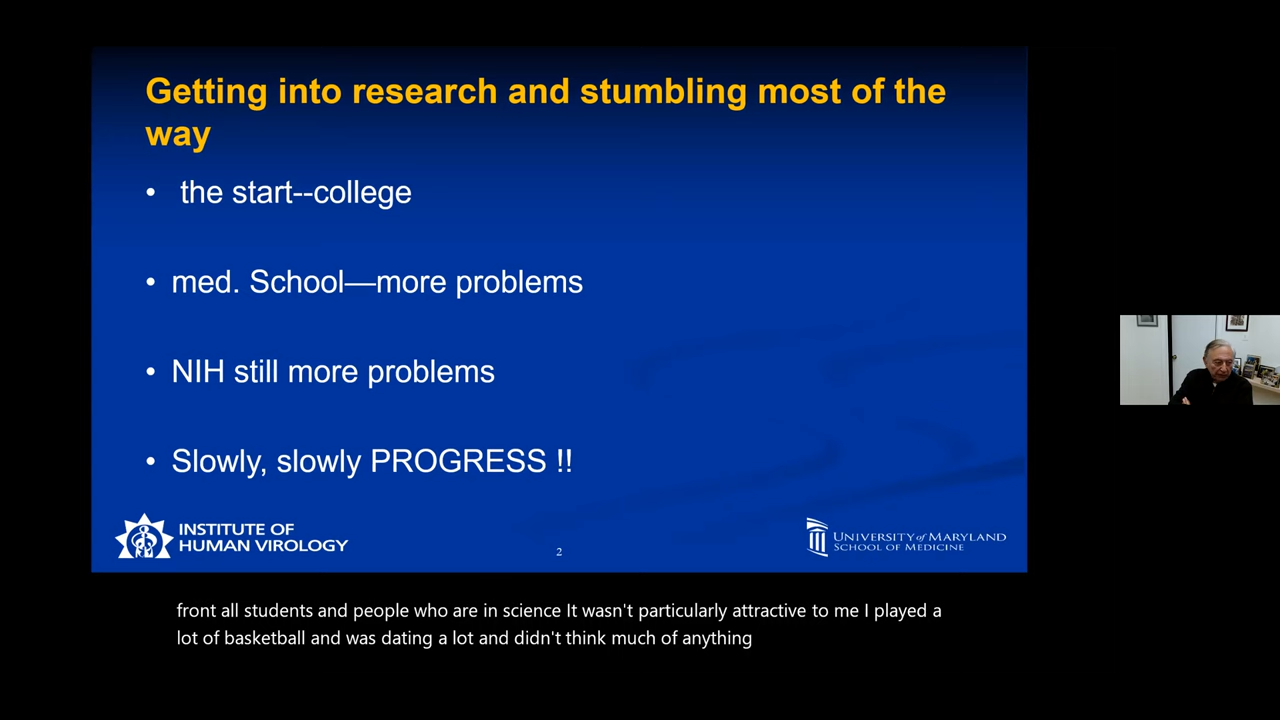 Getting into research and stumbling most of the
way
• the start--college
• med. School—more problems
• NIH still more problems
• Slowly, slowly PROGRESS !!
INSTITUTE OF
HUMAN VIROLOGY
2
UNIVERSITY of MARYLAND
SCHOOL OF MEDICINE
front all students and people who are in science It wasn't particularly attractive to me I played a
lot of basketball and was dating a lot and didn't think much of anything